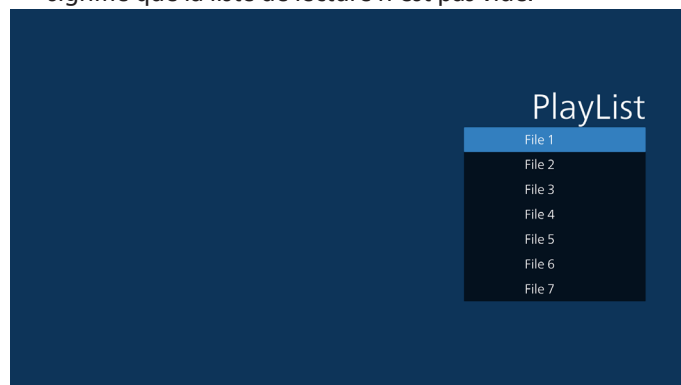 signifie que la liste de lecture n'est pas vide.
PlayList
File 1
File 2
File 3
File 4
File 5
File 6
File 7